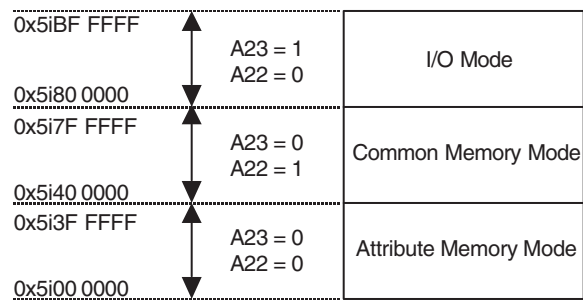 0x5iBF FFFF
A23 = 1
A22 = 0
I/O Mode
0x5i80 0000
0x5i7F FFFF
A23 = 0
A22 = 1
Common Memory Mode
0x5i40 0000
0x5i3F FFFF
A23 = 0
A22 = 0
Attribute Memory Mode
0x5i00 0000